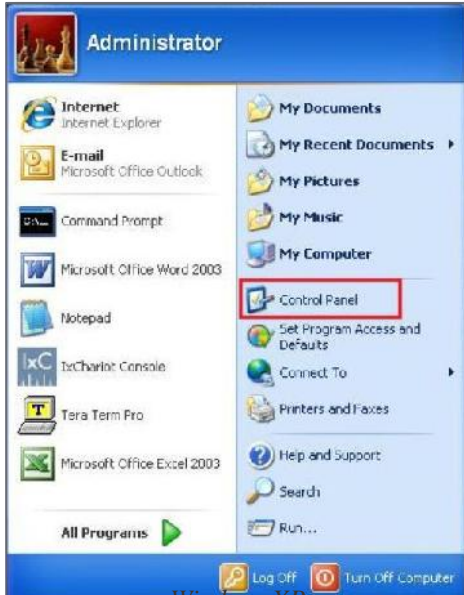 Administrator
Internet
Internet Explorer
E-mail
Microsoft Office Outlook
Command Prompt
Microsoft Office Word 2003
Notepad
IxChariot Console
Tera Term Pro
Microsoft Office Excel 2003
All Programs
My Documents
My Recent Documents
My Pictures
My Music
My Computer
Control Panel
Set Program Access and
Defaults
Connect To
Printers and Faxes
Help and Support
Search
Run...
Log Off
Turn Off Computer
Windows XP